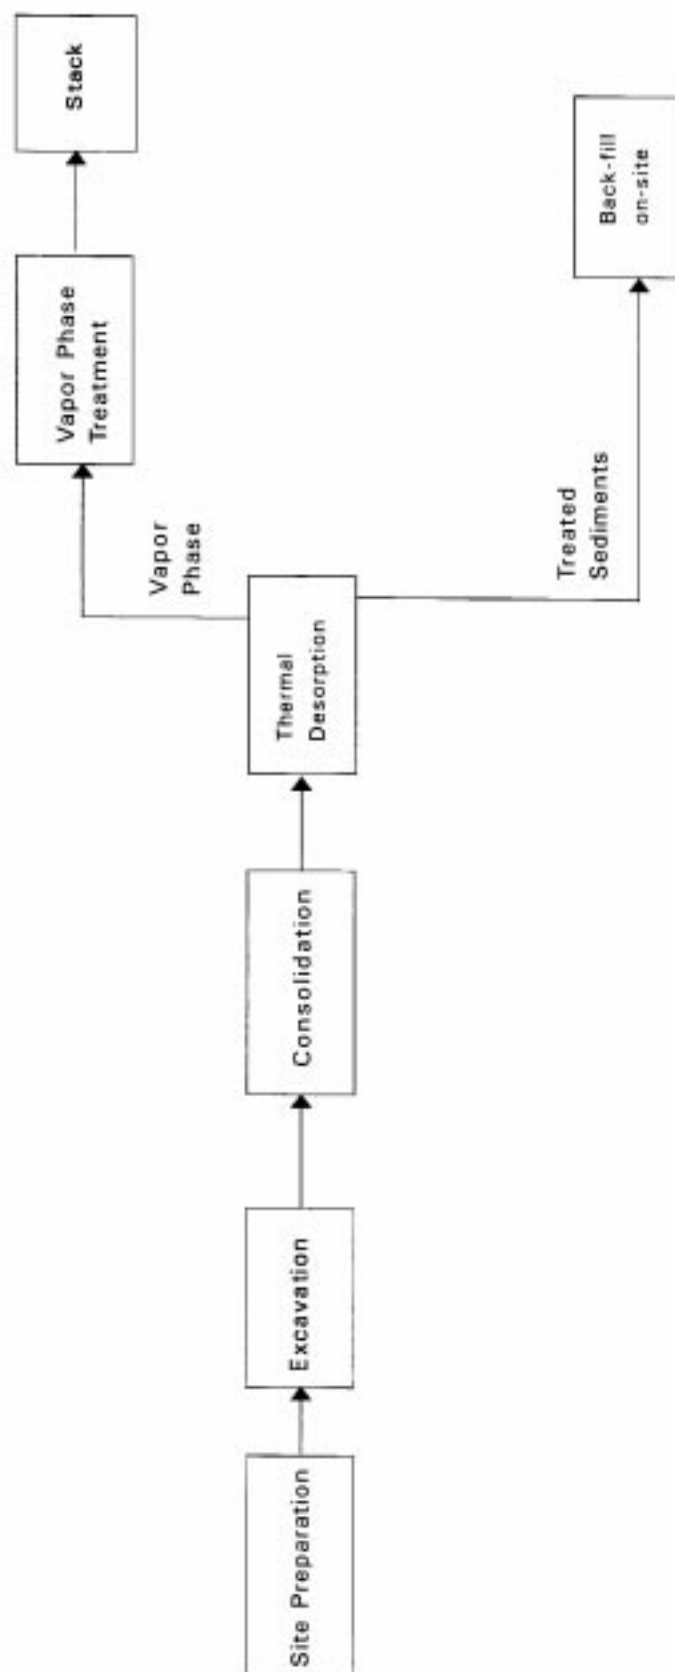 Site Preparation
Excavation
Consolidation
Thermal
Desorption
Vapor
Phase
Vapor Phase
Treatment
Stack
Treated
Sediments
Back-fill
on-site